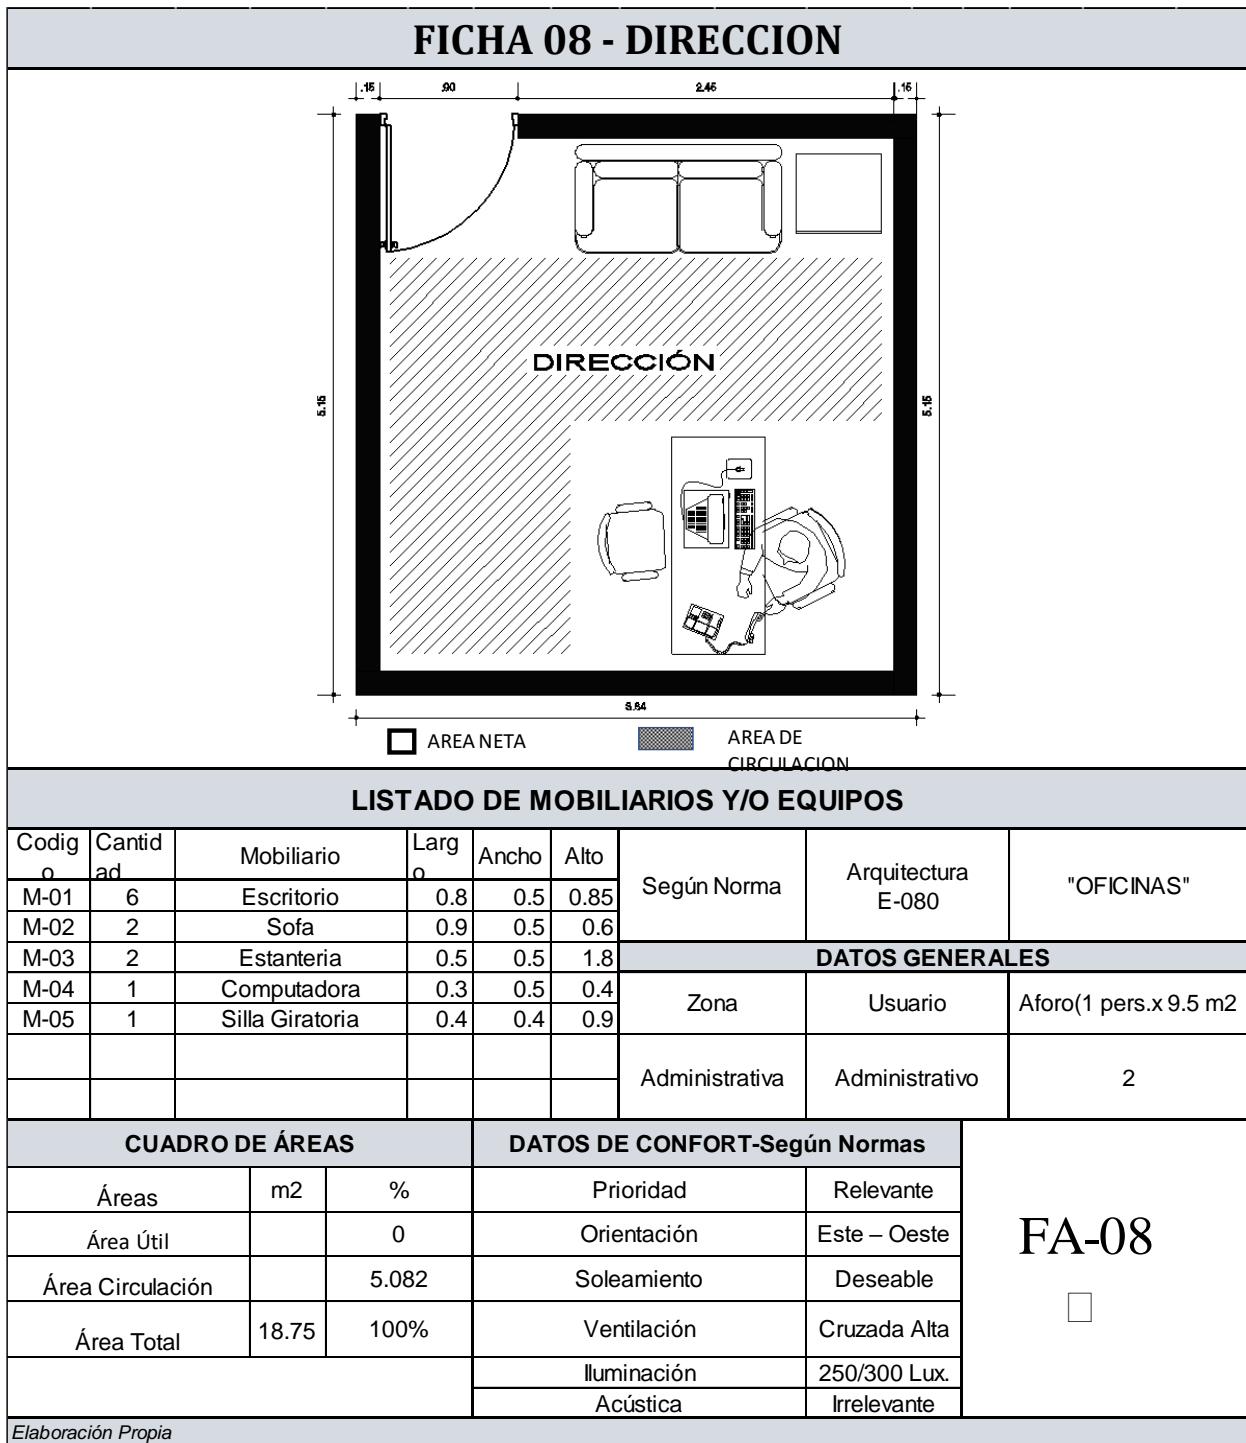 FICHA 08 - DIRECCION
.15 .90 2.45 .15
DIRECCIÓN
5.15
5.15
AREA NETA
AREA DE
CIRCULACION
LISTADO DE MOBILIARIOS Y/O EQUIPOS
Codigo Cantidad Mobiliario Largo Ancho Alto
M-01 6 Escritorio 0.8 0.5 0.85
M-02 2 Sofa 0.9 0.5 0.6
M-03 2 Estanteria 0.5 0.5 1.8
M-04 1 Computadora 0.3 0.5 0.4
M-05 1 Silla Giratoria 0.4 0.4 0.9
Según Norma Arquitectura E-080 "OFICINAS"
DATOS GENERALES
Zona Usuario Aforo(1 pers.x 9.5 m2
Administrativa Administrativo 2
CUADRO DE ÁREAS
Áreas m2 %
Área Útil 0
Área Circulación 5.082
Área Total 18.75 100%
DATOS DE CONFORT-Según Normas
Prioridad Relevante
Orientación Este – Oeste
Soleamiento Deseable
Ventilación Cruzada Alta
Iluminación 250/300 Lux.
Acústica Irrelevante
FA-08
Elaboración Propia